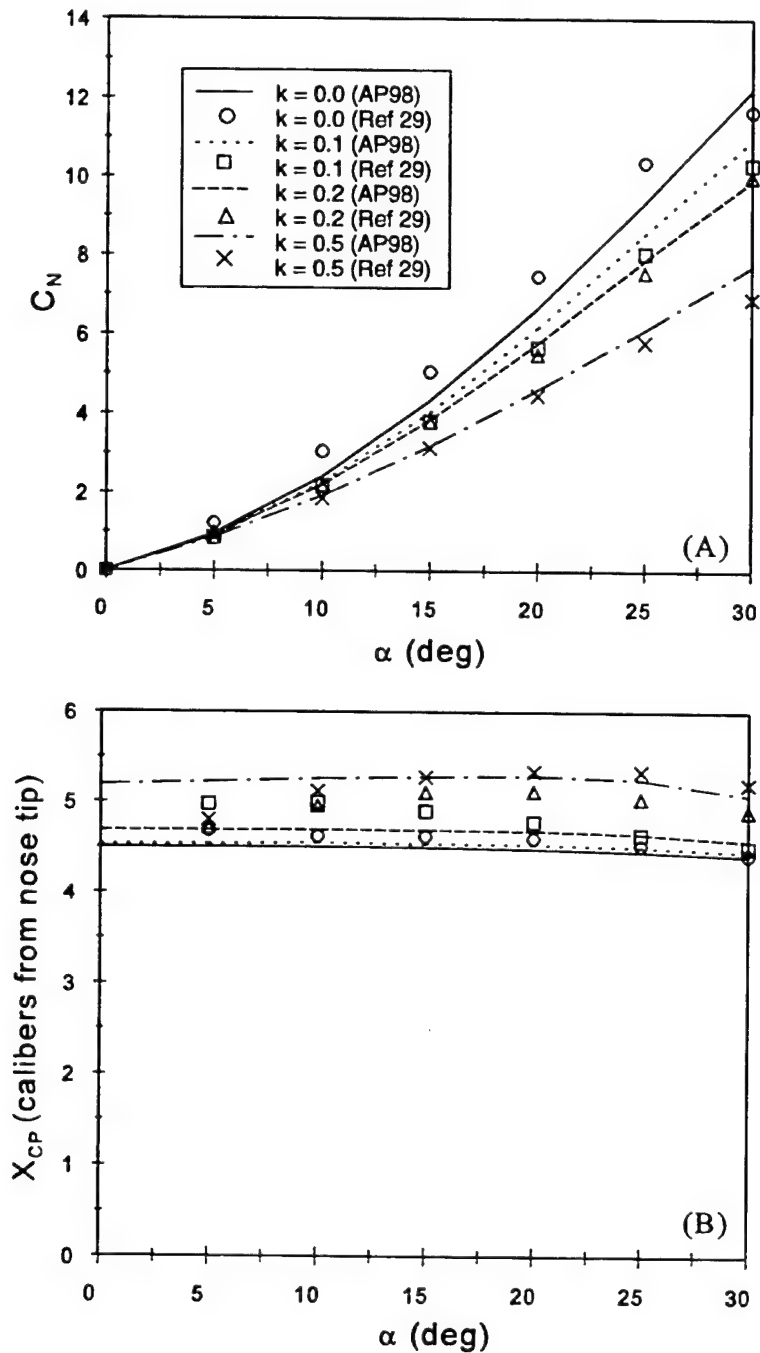 14
12
10
8
6
4
2
0
C_N
k = 0.0 (AP98)
k = 0.0 (Ref 29)
k = 0.1 (AP98)
k = 0.1 (Ref 29)
k = 0.2 (AP98)
k = 0.2 (Ref 29)
k = 0.5 (AP98)
k = 0.5 (Ref 29)
(A)
0 5 10 15 20 25 30
α (deg)
6
5
4
3
2
1
0
X_CP (calibers from nose tip)
(B)
0 5 10 15 20 25 30
α (deg)